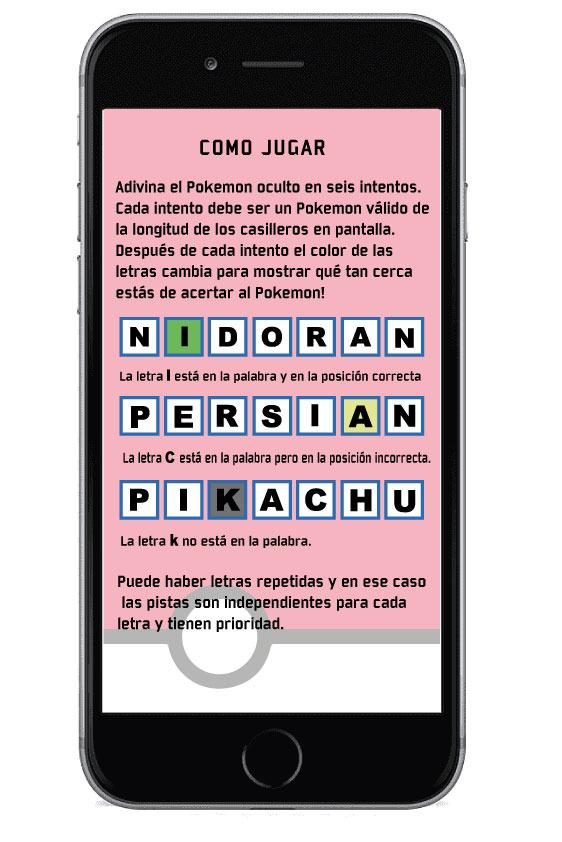 COMO JUGAR
Adivina el Pokemon oculto en seis intentos.
Cada intento debe ser un Pokemon válido de
la longitud de los casilleros en pantalla.
Después de cada intento el color de las
letras cambia para mostrar qué tan cerca
estás de acertar al Pokemon!
N I D O R A N
La letra I está en la palabra y en la posición correcta
P E R S I A N
La letra C está en la palabra pero en la posición incorrecta.
P I K A C H U
La letra k no está en la palabra.
Puede haber letras repetidas y en ese caso
las pistas son independientes para cada
letra y tienen prioridad.